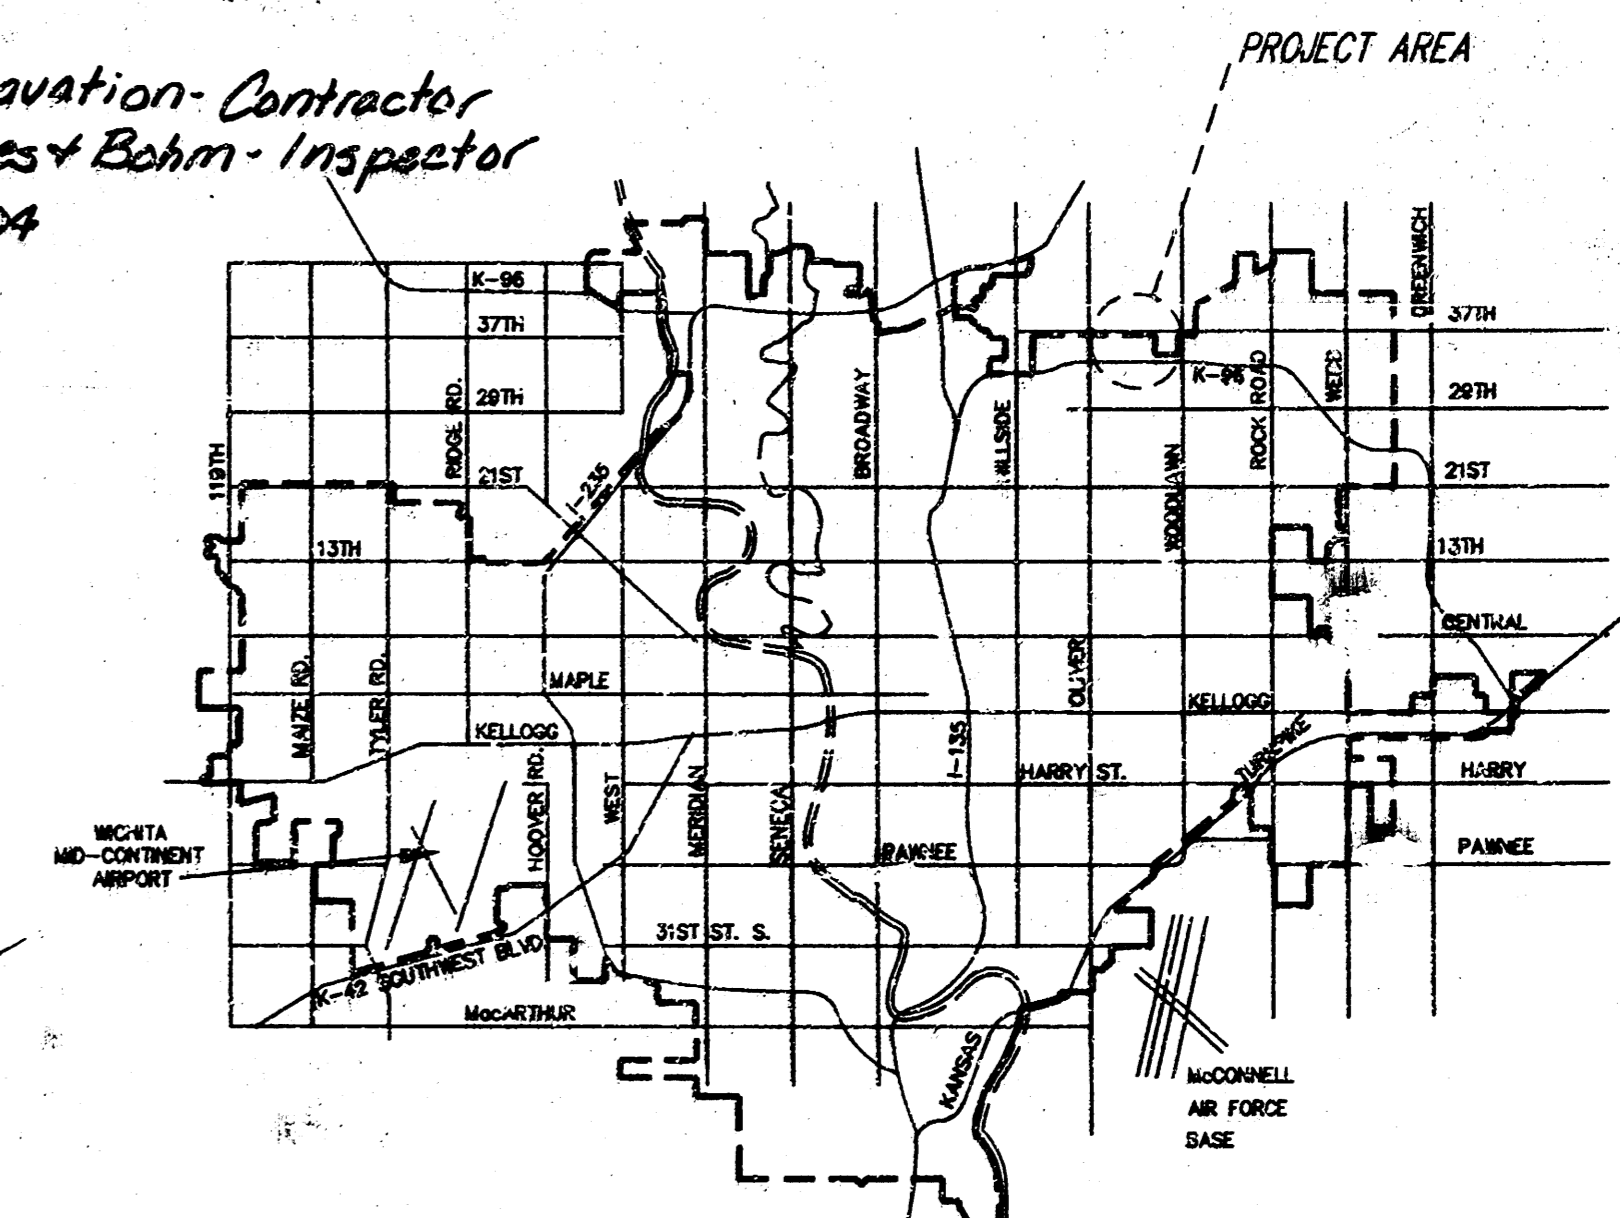 PROJECT AREA
Contractor
& Bohm - Inspector
04
GREENWICH
K-96
37TH
37TH
K-96
ROCK ROAD
WEBB
29TH
29TH
RIDGE RD.
BROADWAY
119TH
21ST
I-235
WOODLAWN
21ST
13TH
13TH
CENTRAL
MAIZE RD.
TYLER RD.
MAPLE
OLIVER
KELLOGG
KELLOGG
TURNPIKE
I-135
HOOVER RD.
WEST
MERIDIAN
SENECA
HARRY ST.
HARRY
WICHITA
MID-CONTINENT
AIRPORT
PAWNEE
PAWNEE
31ST ST. S.
K-42 SOUTHWEST BLVD.
MacARTHUR
KANSAS
McCONNELL
AIR FORCE
BASE